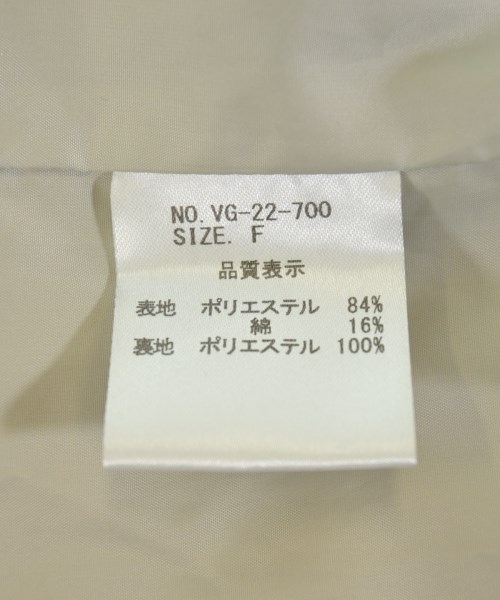 NO. VG-22-700
SIZE. F
品質表示
表地 ポリエステル 84%
綿 16%
裏地 ポリエステル 100%